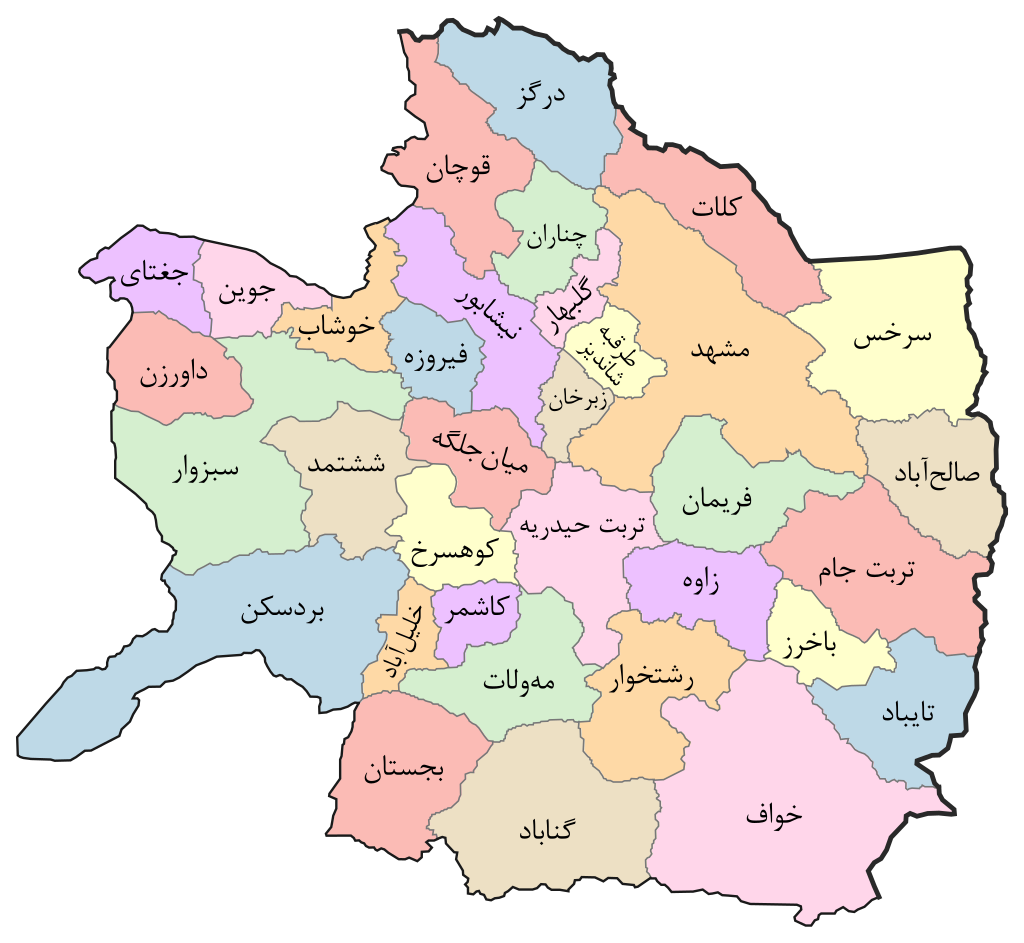 درگز
قوچان
کلات
چناران
جغتای
جوین
گلبهار
نیشابور
خوشاب
سرخس
طرقبه
شاندیز
مشهد
فیروزه
داورزن
زبرخان
میان‌جلگه
ششتمد
سبزوار
صالح‌آباد
فریمان
تربت حیدریه
کوهسرخ
تربت جام
زاوه
کاشمر
بردسکن
خلیل‌آباد
باخرز
رشتخوار
مه‌ولات
تایباد
بجستان
خواف
گناباد